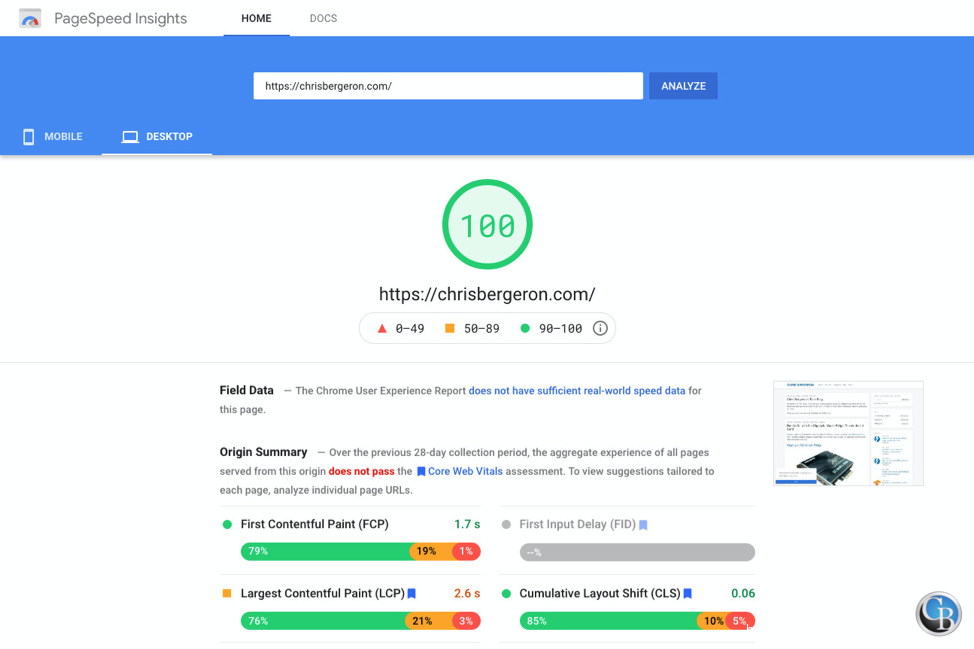 PageSpeed Insights HOME DOCS
https://chrisbergeron.com/ ANALYZE
MOBILE DESKTOP
100
https://chrisbergeron.com/
0–49 50–89 90–100
Field Data — The Chrome User Experience Report does not have sufficient real-world speed data for
this page.
Origin Summary — Over the previous 28-day collection period, the aggregate experience of all pages
served from this origin does not pass the Core Web Vitals assessment. To view suggestions tailored to
each page, analyze individual page URLs.
First Contentful Paint (FCP) 1.7 s
79% 19% 1%
First Input Delay (FID)
--%
Largest Contentful Paint (LCP) 2.6 s
76% 21% 3%
Cumulative Layout Shift (CLS) 0.06
85% 10% 5%
CB